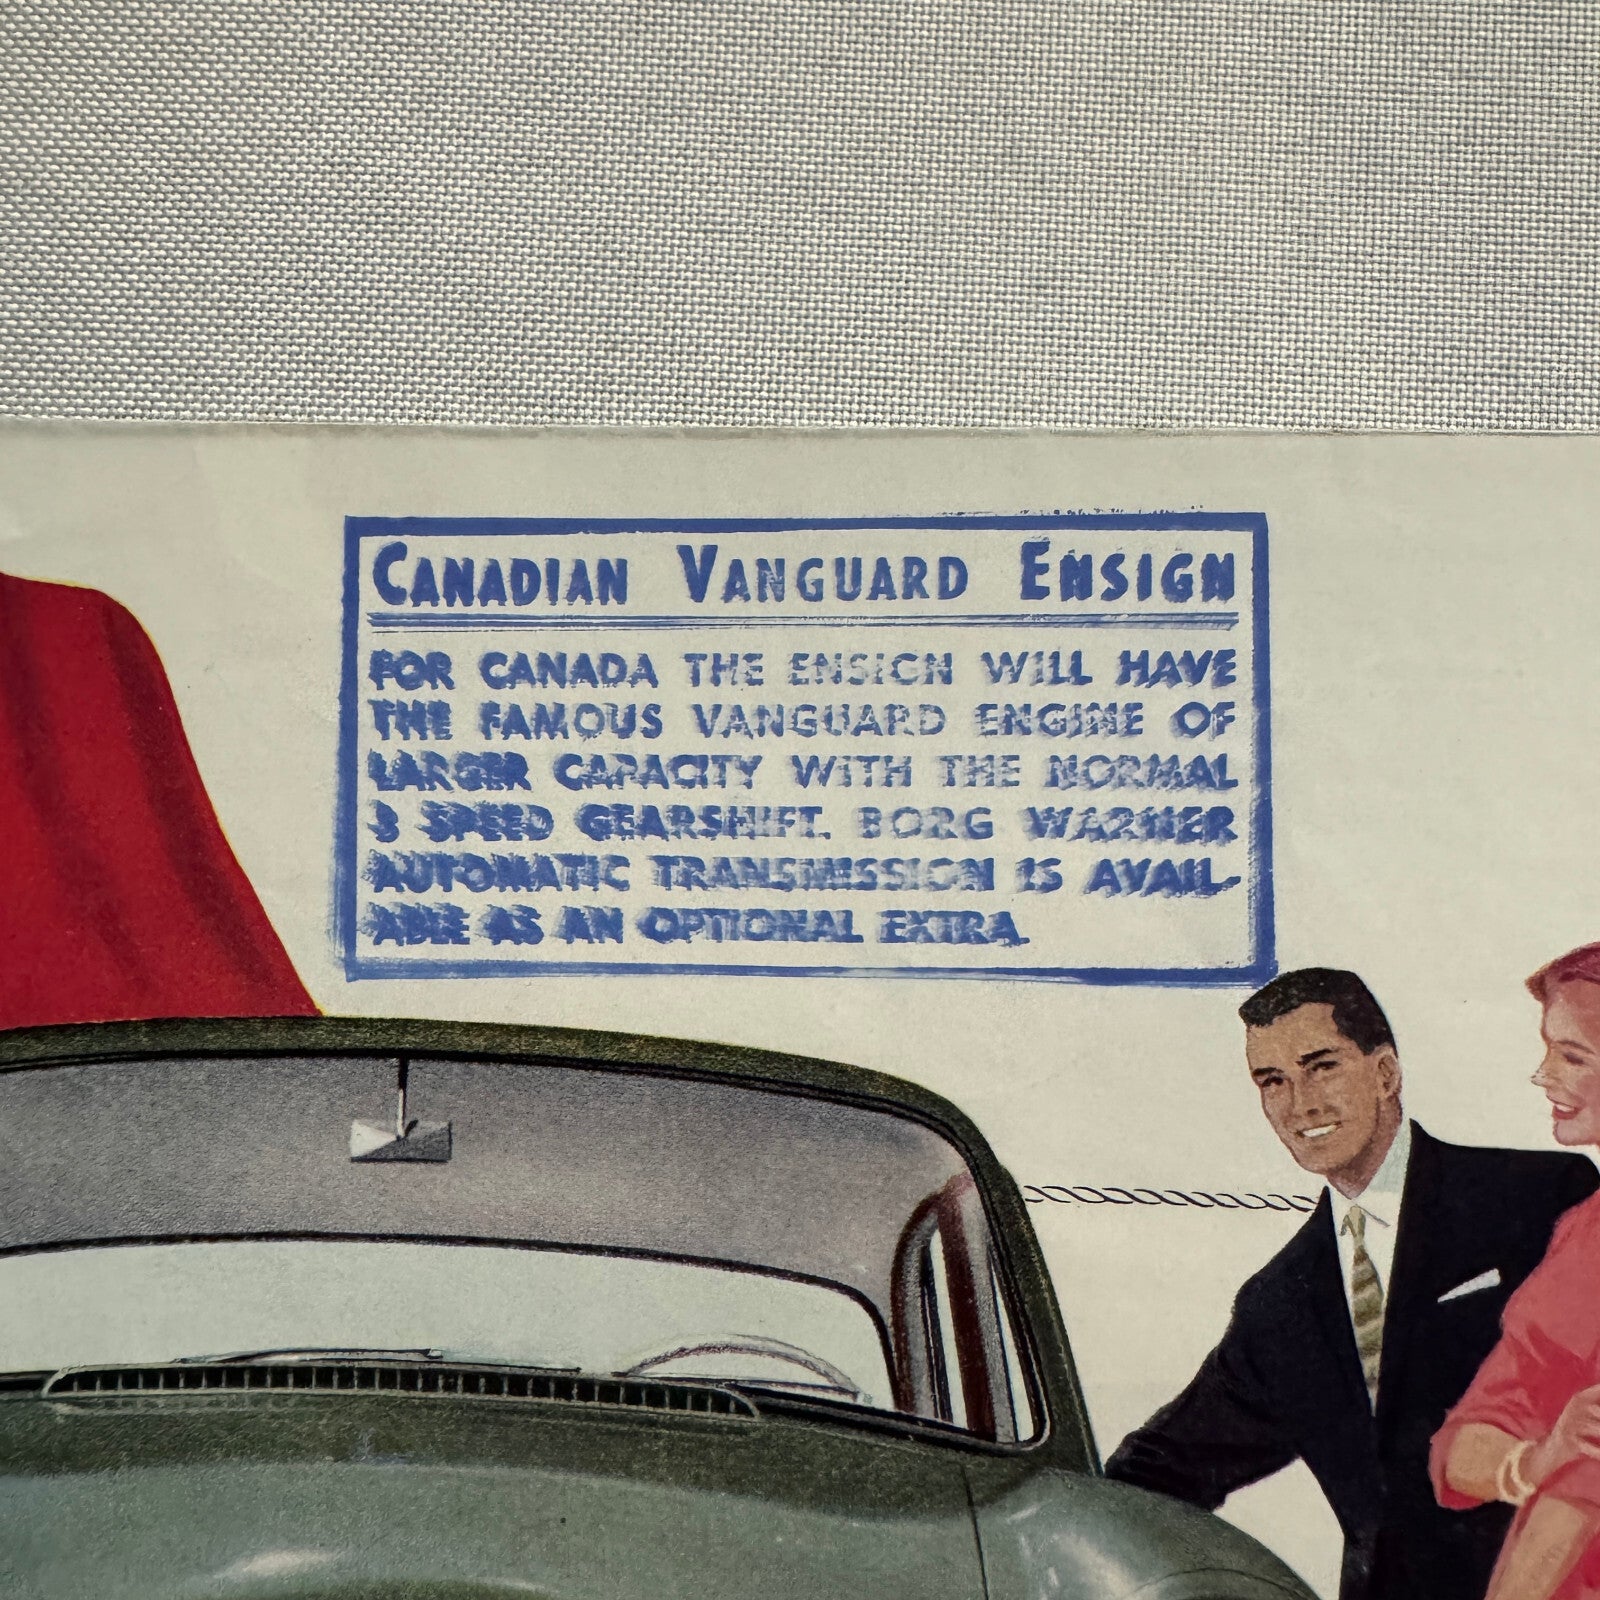 CANADIAN VANGUARD ENSIGN
FOR CANADA THE ENSIGN WILL HAVE
THE FAMOUS VANGUARD ENGINE OF
LARGER CAPACITY WITH THE NORMAL
3 SPEED GEARSHIFT. BORG WARNER
AUTOMATIC TRANSMISSION IS AVAIL-
ABLE AS AN OPTIONAL EXTRA.